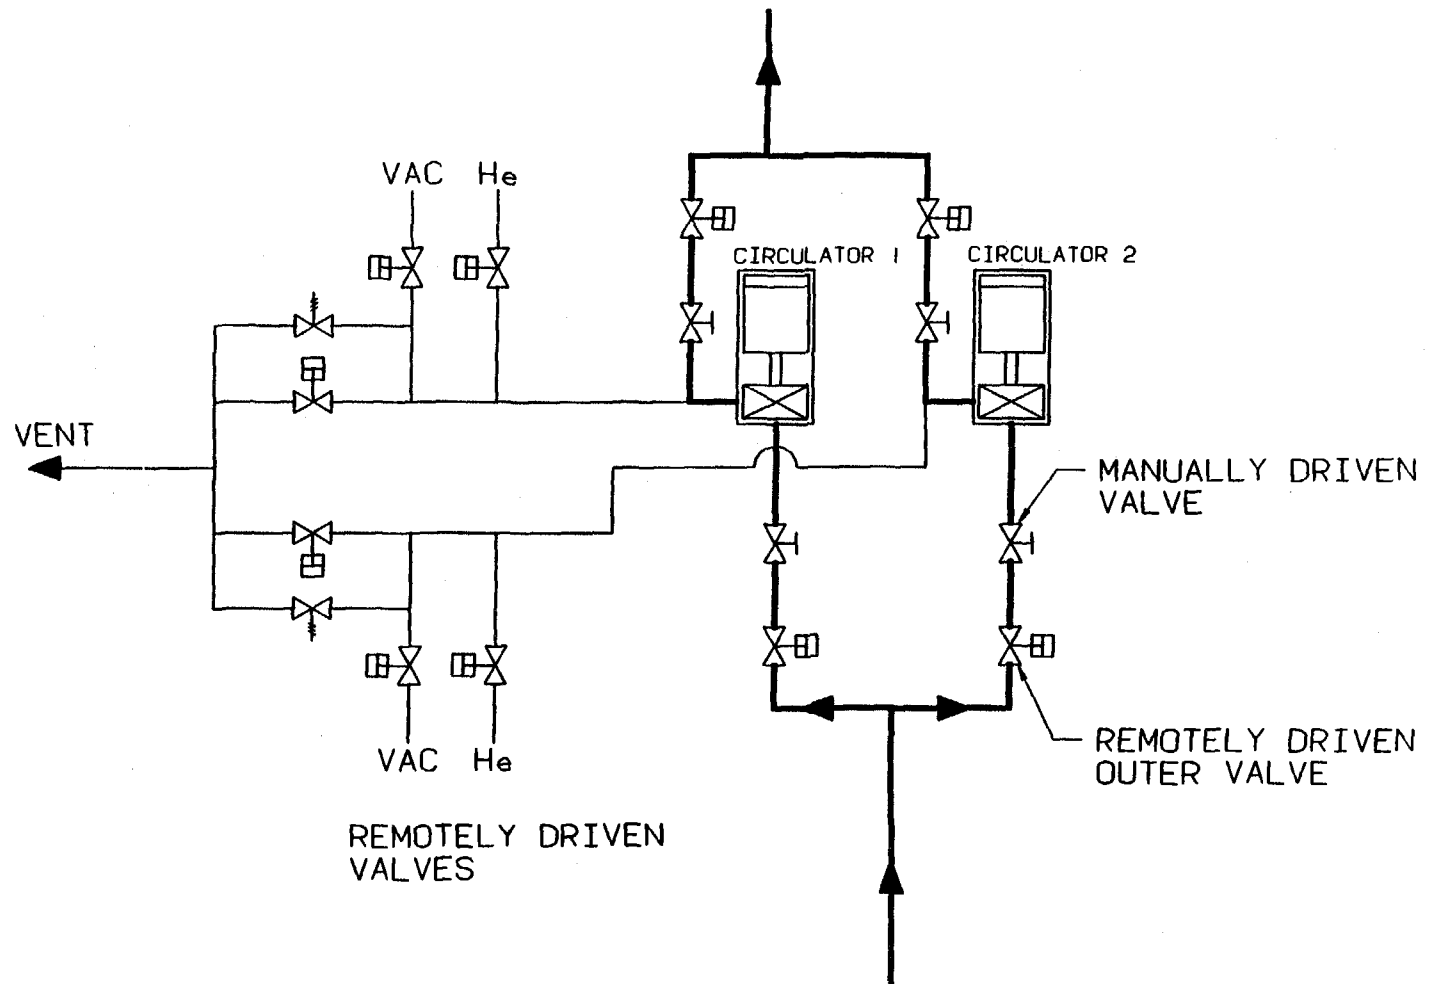 VAC He
CIRCULATOR 1
CIRCULATOR 2
VENT
MANUALLY DRIVEN
VALVE
VAC He
REMOTELY DRIVEN
OUTER VALVE
REMOTELY DRIVEN
VALVES